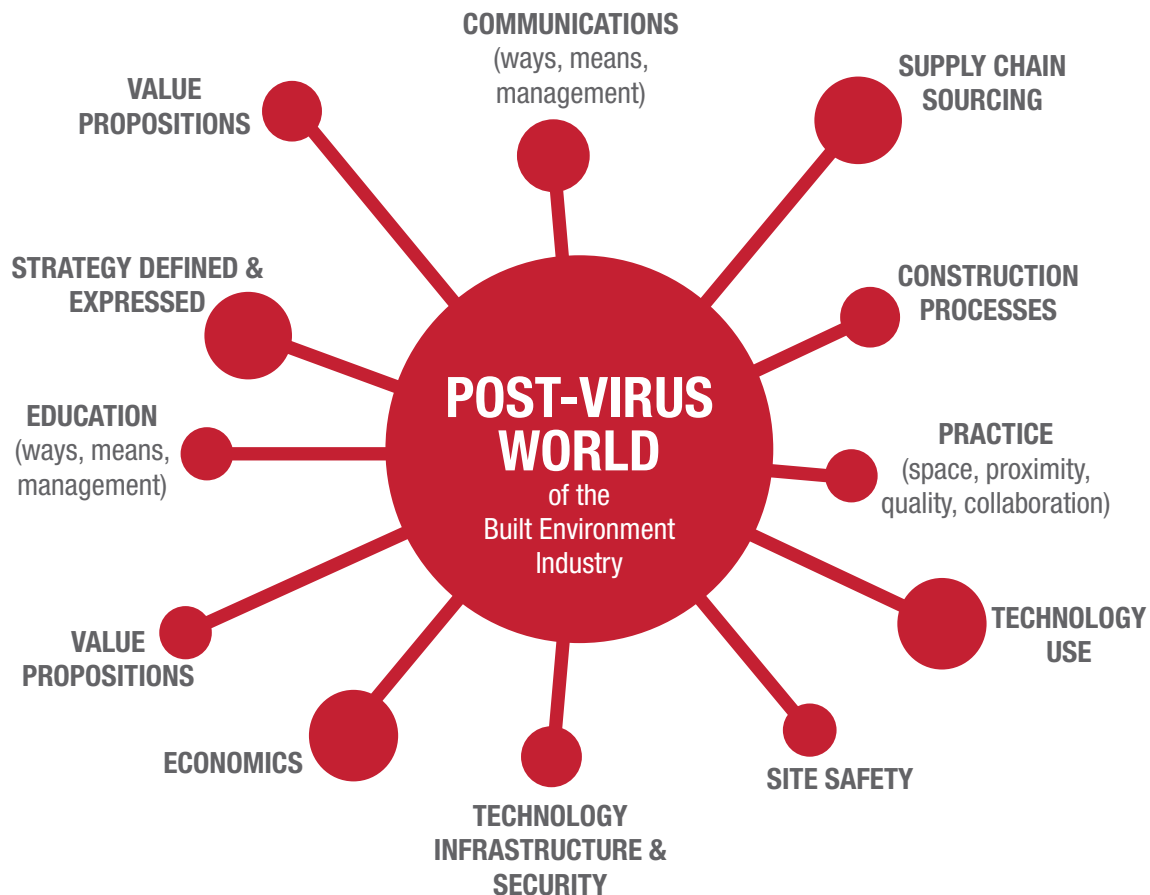 COMMUNICATIONS
(ways, means,
management)
SUPPLY CHAIN
SOURCING
VALUE
PROPOSITIONS
STRATEGY DEFINED &
EXPRESSED
CONSTRUCTION
PROCESSES
POST-VIRUS
WORLD
of the
Built Environment
Industry
EDUCATION
(ways, means,
management)
PRACTICE
(space, proximity,
quality, collaboration)
VALUE
PROPOSITIONS
TECHNOLOGY
USE
ECONOMICS
SITE SAFETY
TECHNOLOGY
INFRASTRUCTURE &
SECURITY